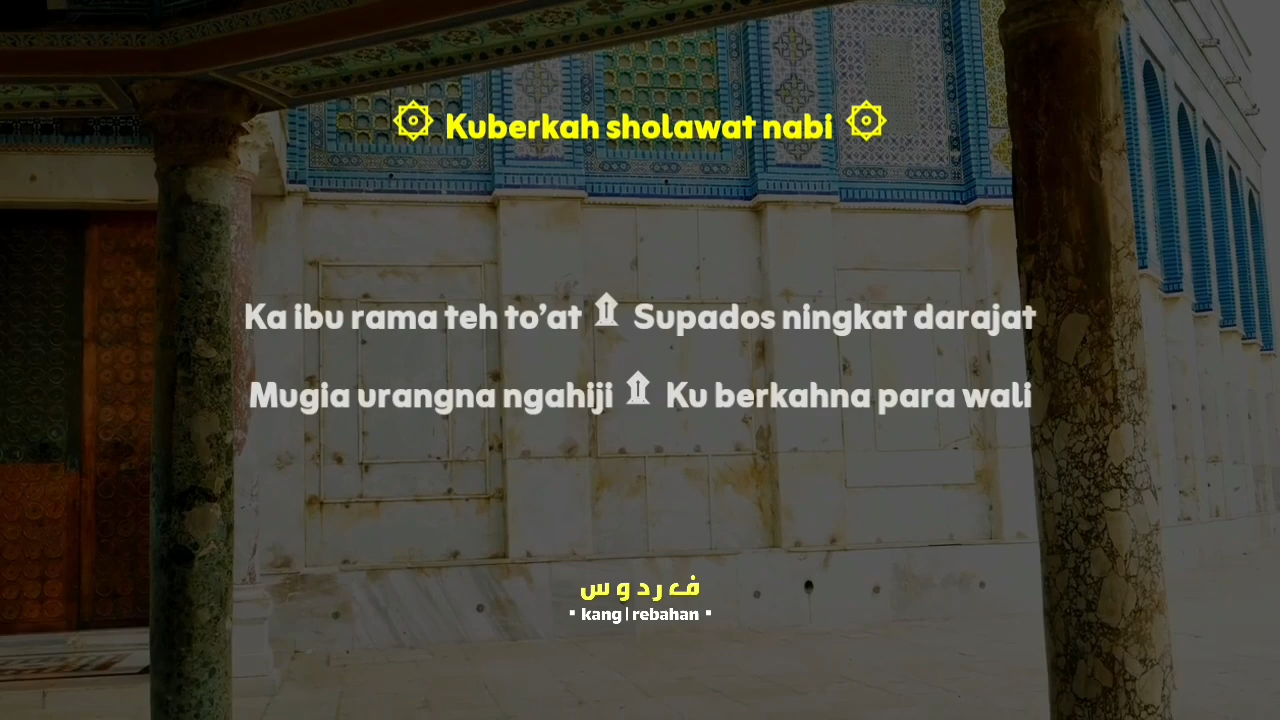 ۞ Kuberkah sholawat nabi ۞
Ka ibu rama teh to’at ۩ Supados ningkat darajat
Mugia urangna ngahiji ۩ Ku berkahna para wali
فے ر د و س
▪ kang | rebahan ▪